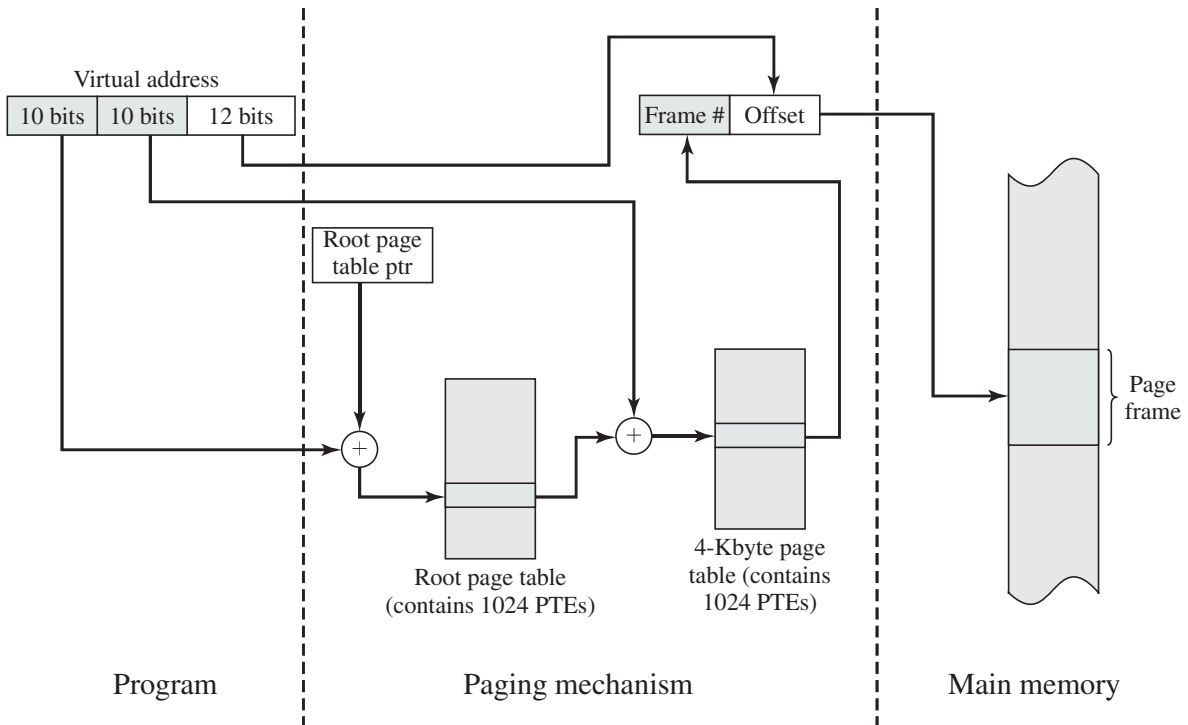 Virtual address
10 bits 10 bits 12 bits
Frame # Offset
Root page
table ptr
+
+
Page
frame
Root page table
(contains 1024 PTEs)
4-Kbyte page
table (contains
1024 PTEs)
Program
Paging mechanism
Main memory